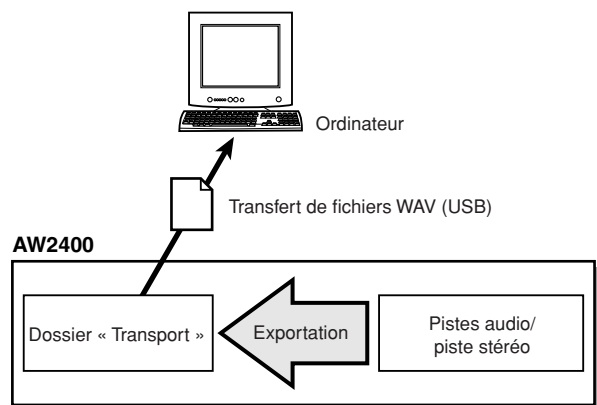 Ordinateur
Transfert de fichiers WAV (USB)
AW2400
Dossier « Transport »
Exportation
Pistes audio/
piste stéréo